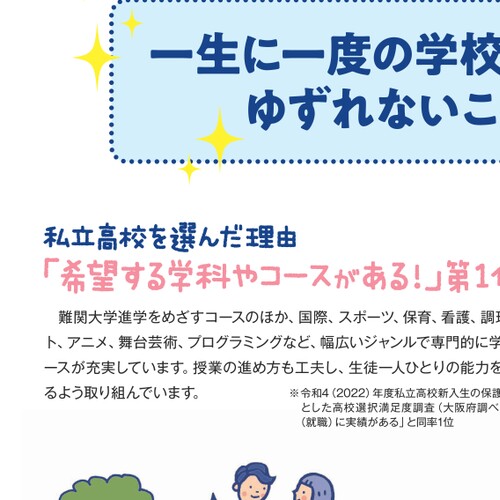 一生に一度の学校
ゆずれないこ
私立高校を選んだ理由
「希望する学科やコースがある!」第1
難関大学進学をめざすコースのほか、国際、スポーツ、保育、看護、調理
ト、アニメ、舞台芸術、プログラミングなど、幅広いジャンルで専門的に学
ースが充実しています。授業の進め方も工夫し、生徒一人ひとりの能力を
るよう取り組んでいます。
※令和4（2022）年度私立高校新入生の保護
とした高校選択満足度調査（大阪府調べ
（就職）に実績がある」と同率1位